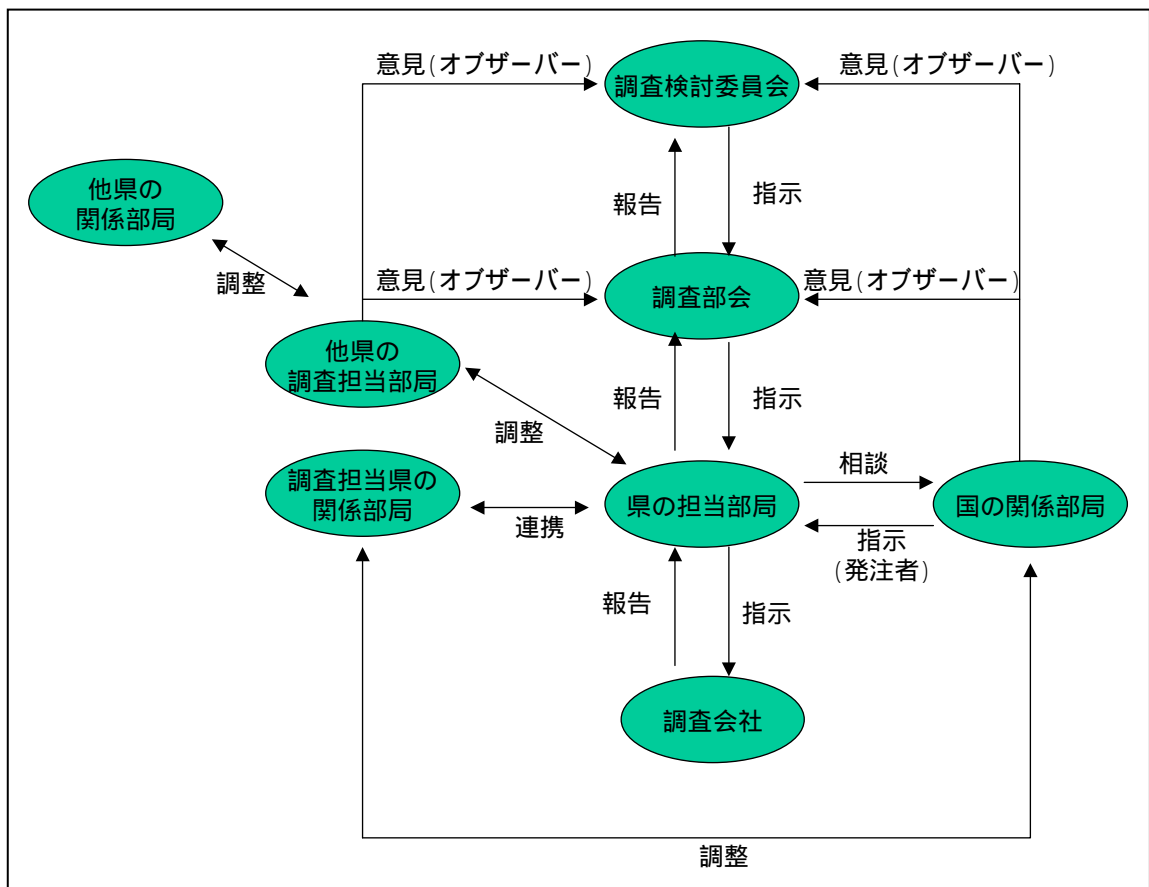 意見(オブザーバー)
調査検討委員会
意見(オブザーバー)
他県の
関係部局
報告
指示
調整
意見(オブザーバー)
調査部会
意見(オブザーバー)
他県の
調査担当部局
報告
指示
調整
調査担当県の
関係部局
連携
県の担当部局
相談
国の関係部局
指示
(発注者)
報告
指示
調査会社
調整